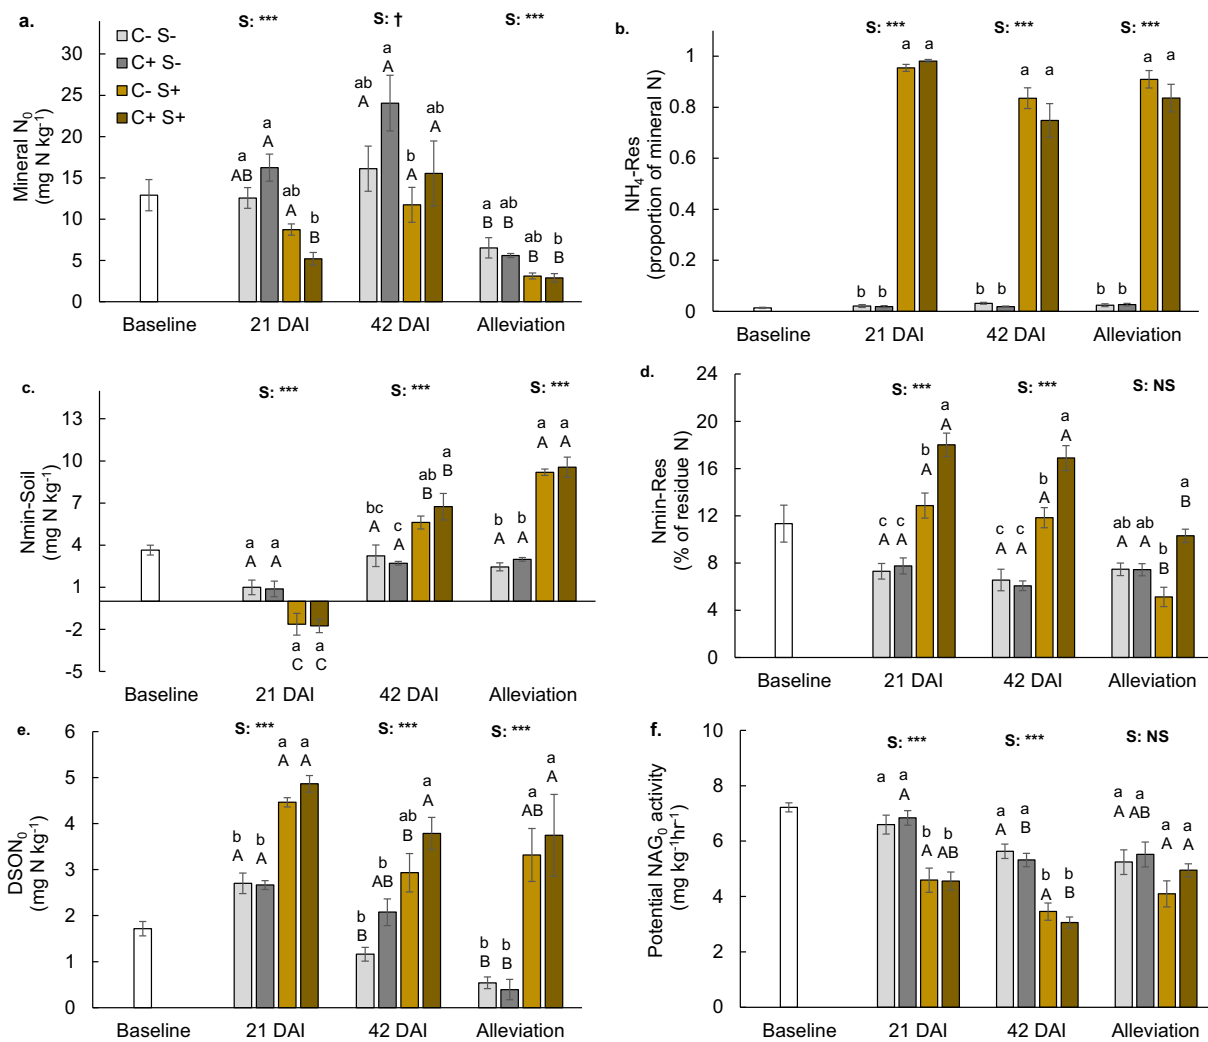 a.
S: ***
S: †
S: ***
C- S-
C+ S-
C- S+
C+ S+
Mineral N0
(mg N kg-1)
30
25
20
15
10
5
0
a
AB
a
A
ab
A
b
B
ab
A
a
A
b
A
ab
A
a
B
ab
B
ab
B
b
B
Baseline
21 DAI
42 DAI
Alleviation
b.
S: ***
S: ***
S: ***
NH4-Res
(proportion of mineral N)
1
0.8
0.6
0.4
0.2
0
b
b
a
a
b
b
a
a
b
b
a
a
Baseline
21 DAI
42 DAI
Alleviation
c.
S: ***
S: ***
S: ***
Nmin-Soil
(mg N kg-1)
13
10
7
4
1
-2
-5
a
A
a
A
a
C
a
C
bc
A
c
A
ab
B
a
B
b
A
b
A
a
A
a
A
Baseline
21 DAI
42 DAI
Alleviation
d.
S: ***
S: ***
S: NS
Nmin-Res
(% of residue N)
24
20
16
12
8
4
0
c
A
c
A
b
A
a
A
c
A
c
A
b
A
a
A
ab
A
ab
A
b
B
a
B
Baseline
21 DAI
42 DAI
Alleviation
e.
S: ***
S: ***
S: ***
DSON0
(mg N kg-1)
6
5
4
3
2
1
0
b
A
b
A
a
A
a
A
b
B
b
AB
ab
B
a
A
b
B
b
B
a
AB
a
A
Baseline
21 DAI
42 DAI
Alleviation
f.
S: ***
S: ***
S: NS
Potential NAG0 activity
(mg kg-1hr-1)
10
8
6
4
2
0
a
A
a
A
b
A
b
AB
a
A
a
B
b
A
b
B
a
A
a
AB
a
A
a
A
Baseline
21 DAI
42 DAI
Alleviation